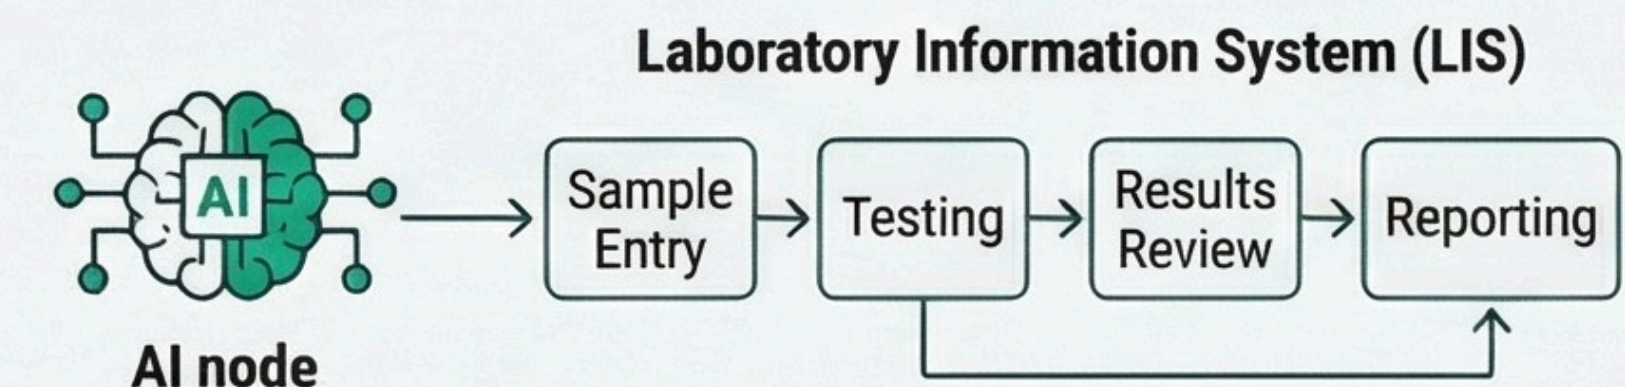 Laboratory Information System (LIS)
AI
Sample
Entry
Testing
Results
Review
Reporting
AI node